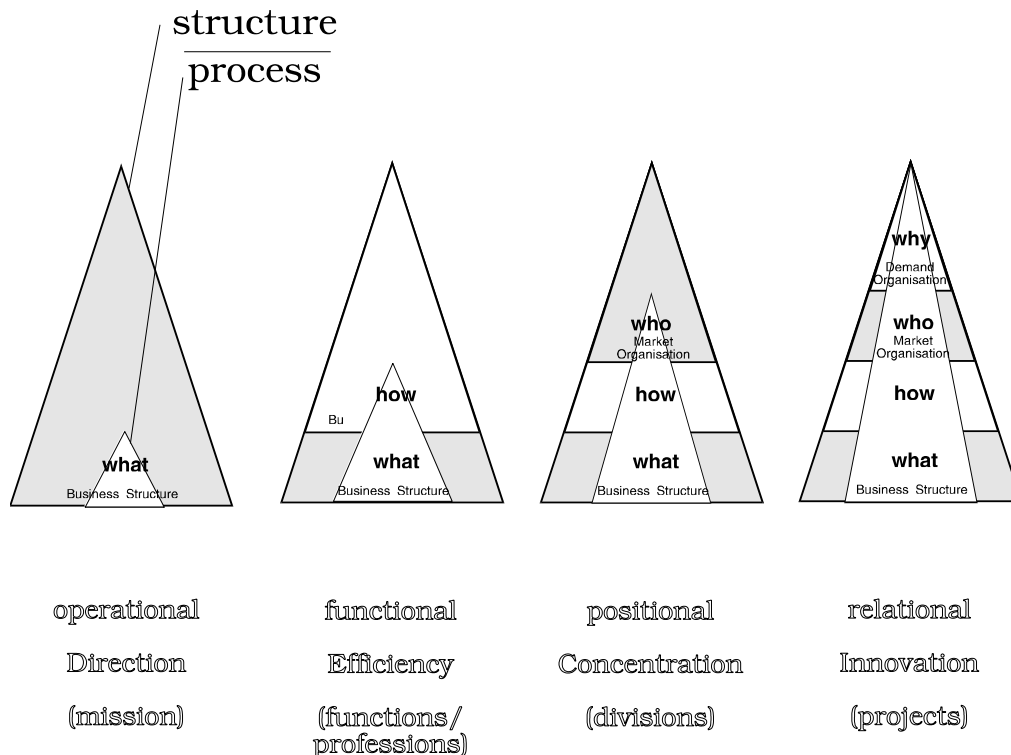 structure
process
what
Business Structure
how
Bu
what
Business Structure
who
Market
Organisation
how
what
Business Structure
why
Demand
Organisation
who
Market
Organisation
how
what
Business Structure
operational
Direction
(mission)
functional
Efficiency
(functions/
professions)
positional
Concentration
(divisions)
relational
Innovation
(projects)